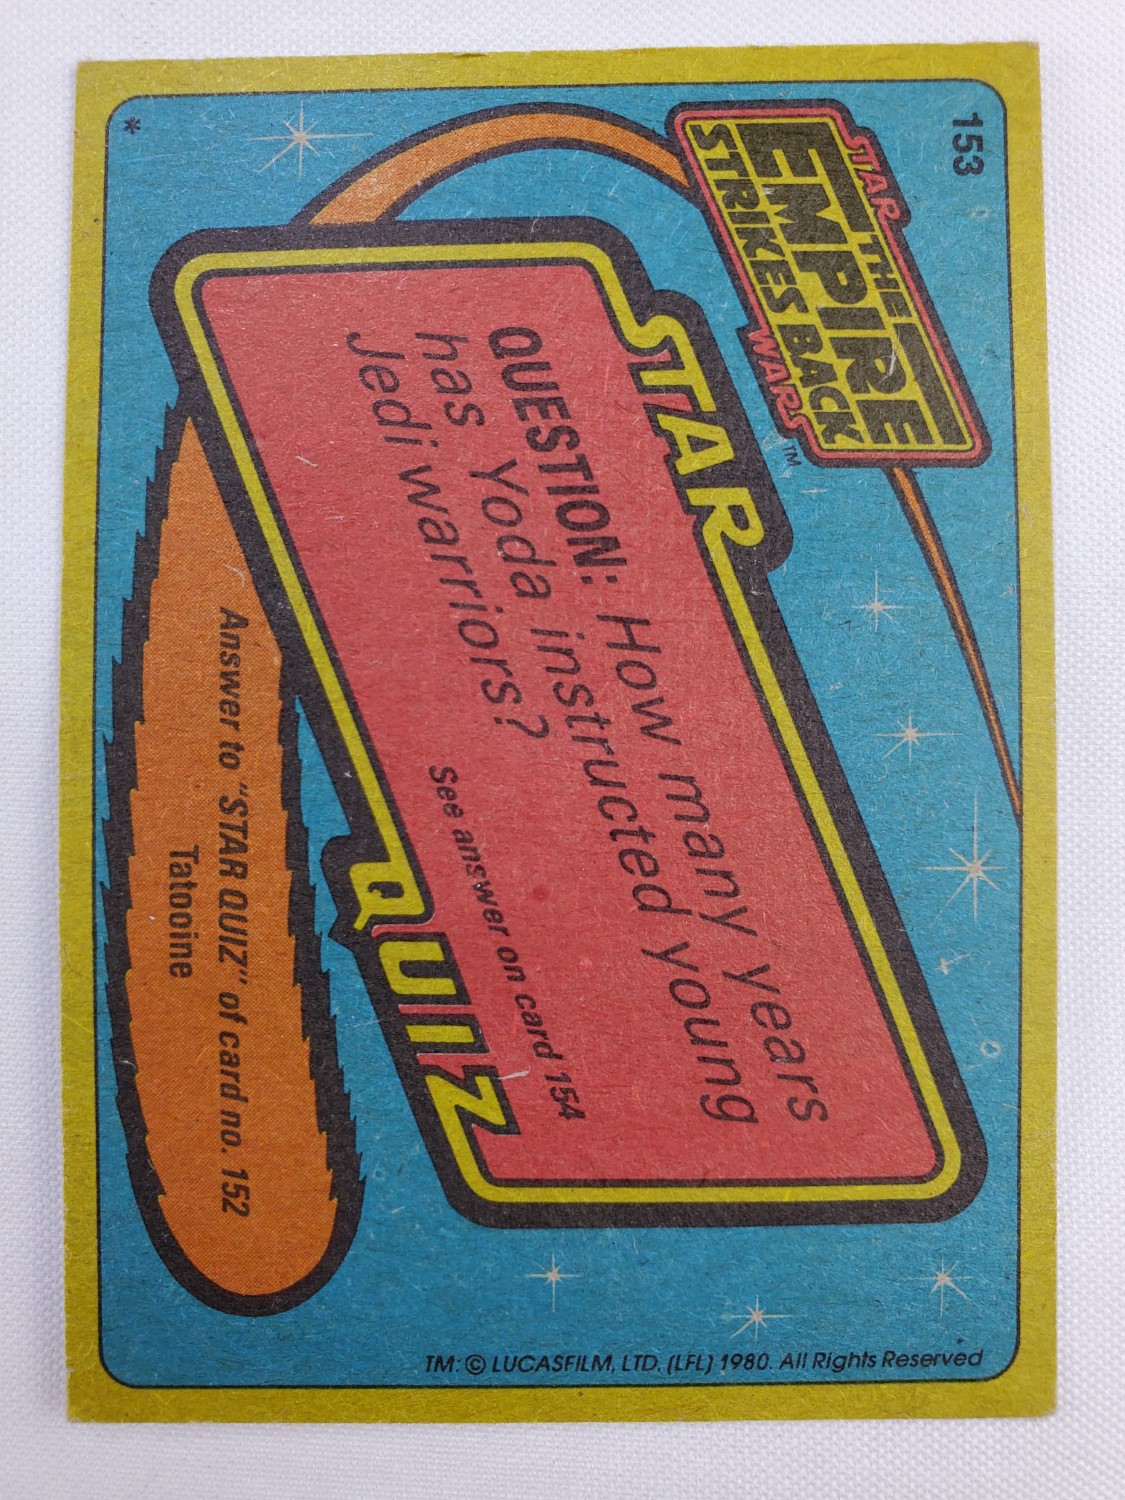 153
STAR
THE
EMPIRE
STRIKES BACK
WARS™
STAR
QUESTION: How many years
has Yoda instructed young
Jedi warriors?
See answer on card 154
QUIZ
Answer to "STAR QUIZ" of card no. 152
Tatooine
*
TM: © LUCASFILM, LTD. (LFL) 1980. All Rights Reserved